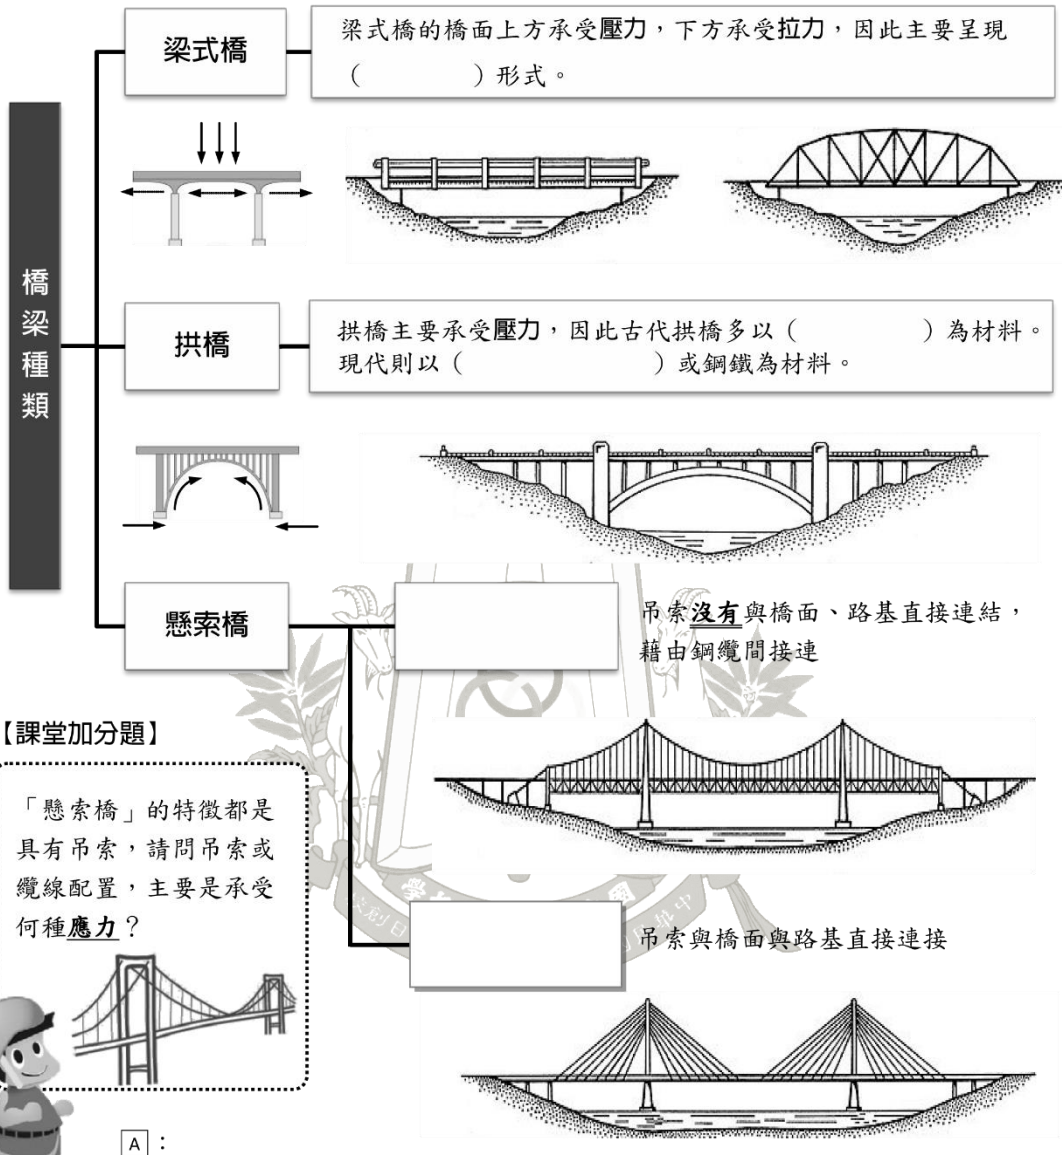 梁式橋
梁式橋的橋面上方承受壓力，下方承受拉力，因此主要呈現
（　　　　）形式。
橋梁種類
拱橋
拱橋主要承受壓力，因此古代拱橋多以（　　　　）為材料。
現代則以（　　　　　　）或鋼鐵為材料。
懸索橋
吊索沒有與橋面、路基直接連結，
藉由鋼纜間接連
【課堂加分題】
「懸索橋」的特徵都是
具有吊索，請問吊索或
纜線配置，主要是承受
何種應力？
吊索與橋面與路基直接連接
A：